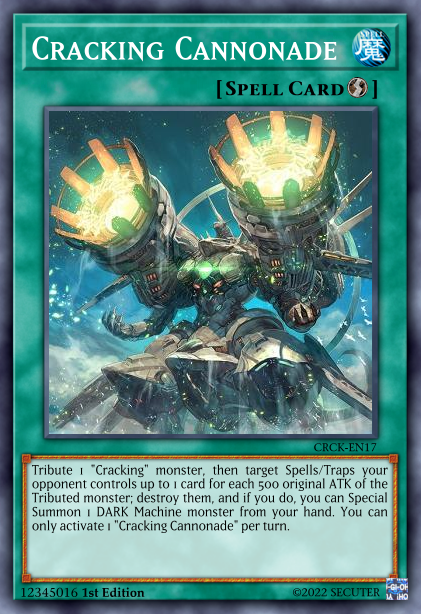 CRACKING CANNONADE
魔
[SPELL CARD]
CRCK-EN17
Tribute 1 "Cracking" monster, then target Spells/Traps your
opponent controls up to 1 card for each 500 original ATK of the
Tributed monster; destroy them, and if you do, you can Special
Summon 1 DARK Machine monster from your hand. You can
only activate 1 "Cracking Cannonade" per turn.
12345016 1st Edition ©2022 SECUTER